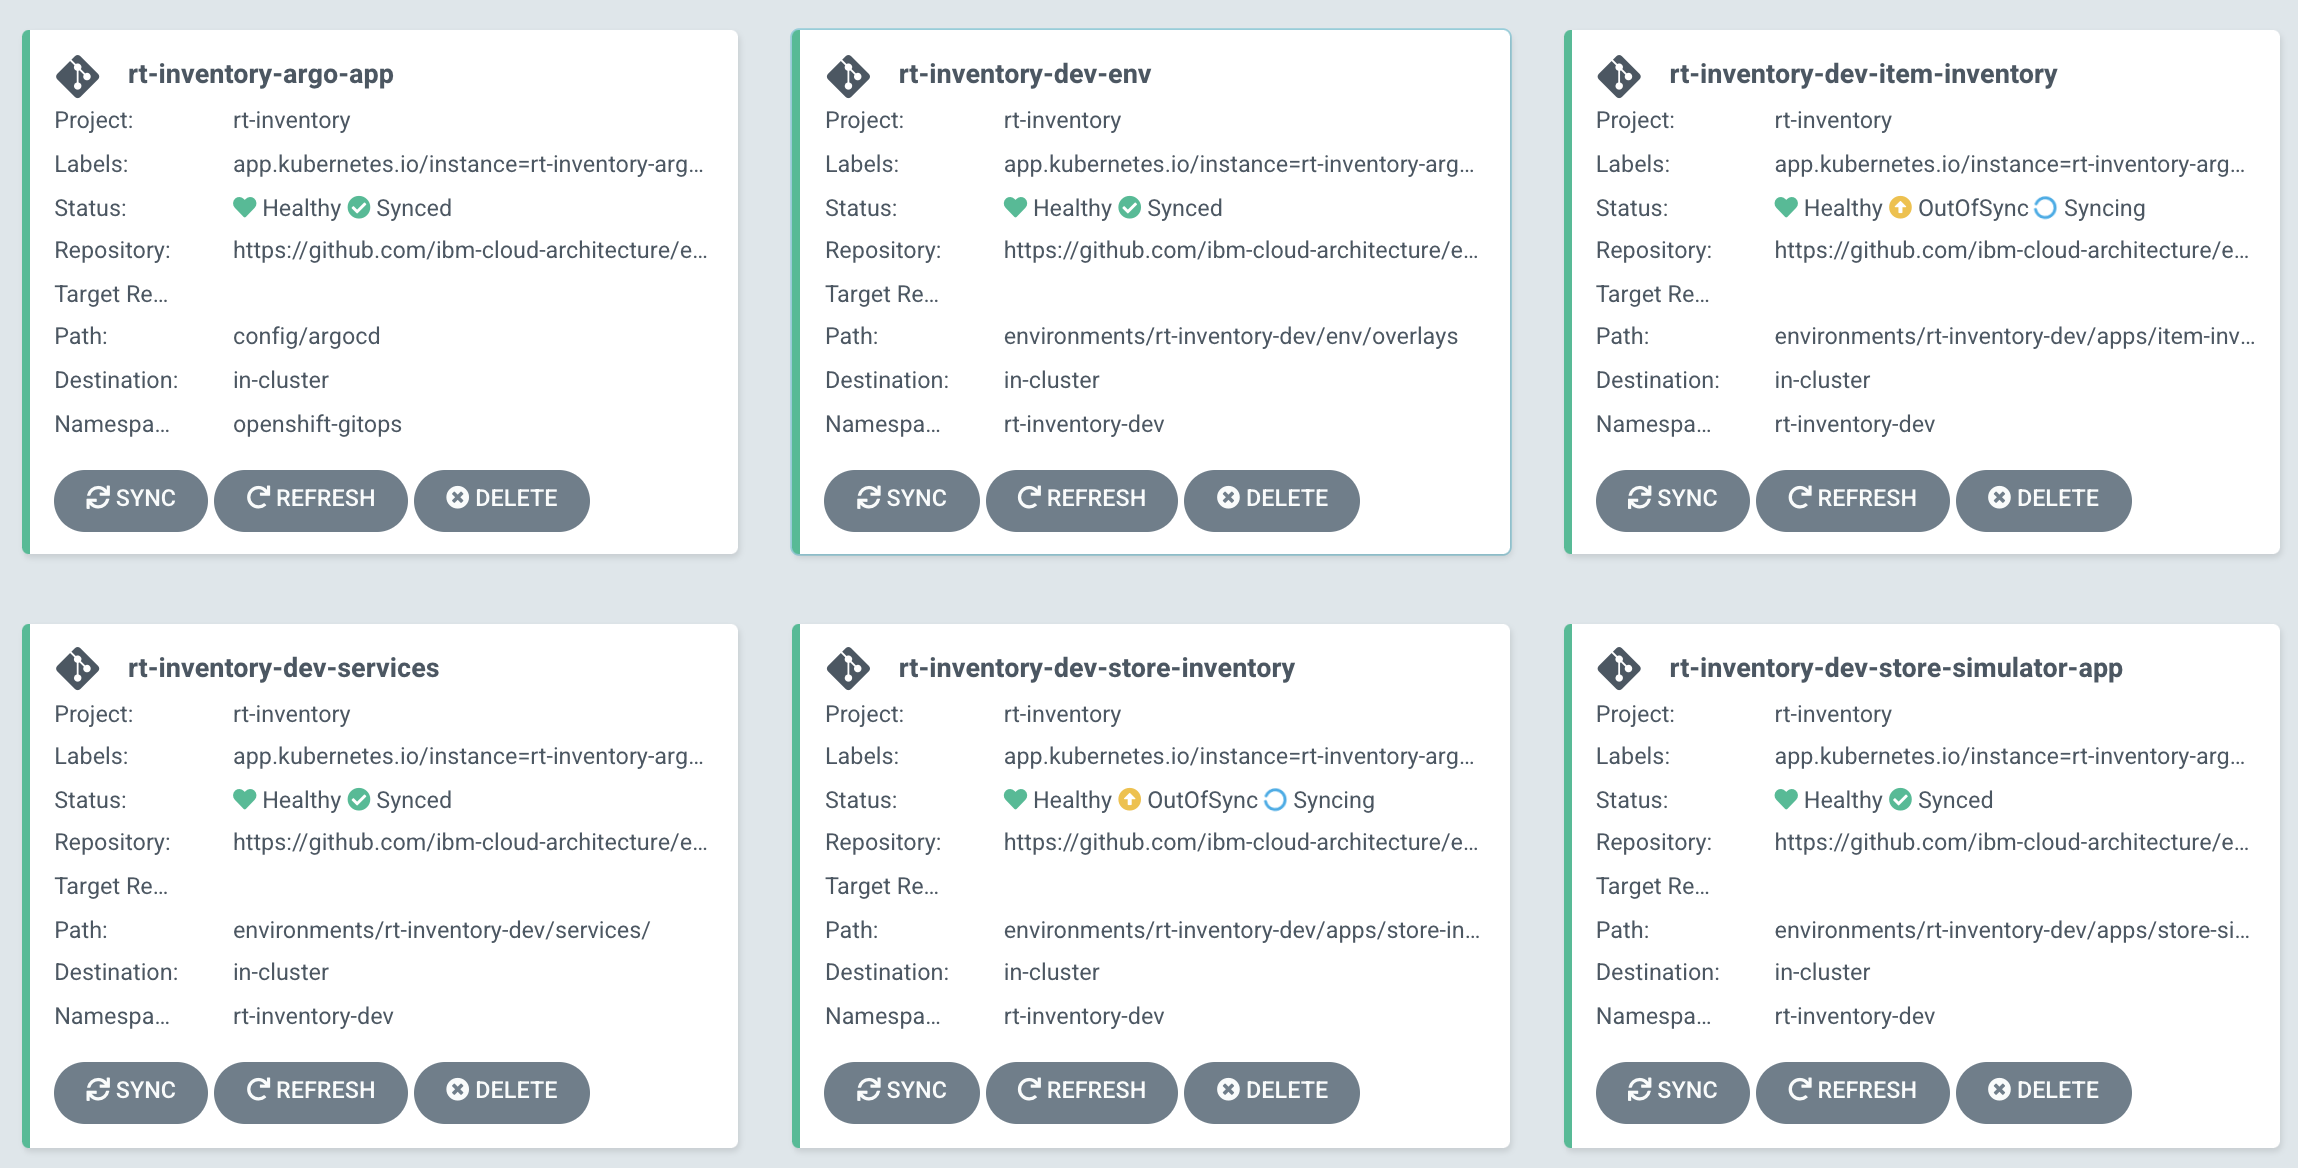 rt-inventory-argo-app
Project: rt-inventory
Labels: app.kubernetes.io/instance=rt-inventory-arg...
Status: Healthy Synced
Repository: https://github.com/ibm-cloud-architecture/e...
Target Re...
Path: config/argocd
Destination: in-cluster
Namespa... openshift-gitops
SYNC REFRESH DELETE
rt-inventory-dev-env
Project: rt-inventory
Labels: app.kubernetes.io/instance=rt-inventory-arg...
Status: Healthy Synced
Repository: https://github.com/ibm-cloud-architecture/e...
Target Re...
Path: environments/rt-inventory-dev/env/overlays
Destination: in-cluster
Namespa... rt-inventory-dev
SYNC REFRESH DELETE
rt-inventory-dev-item-inventory
Project: rt-inventory
Labels: app.kubernetes.io/instance=rt-inventory-arg...
Status: Healthy OutOfSync Syncing
Repository: https://github.com/ibm-cloud-architecture/e...
Target Re...
Path: environments/rt-inventory-dev/apps/item-inv...
Destination: in-cluster
Namespa... rt-inventory-dev
SYNC REFRESH DELETE
rt-inventory-dev-services
Project: rt-inventory
Labels: app.kubernetes.io/instance=rt-inventory-arg...
Status: Healthy Synced
Repository: https://github.com/ibm-cloud-architecture/e...
Target Re...
Path: environments/rt-inventory-dev/services/
Destination: in-cluster
Namespa... rt-inventory-dev
SYNC REFRESH DELETE
rt-inventory-dev-store-inventory
Project: rt-inventory
Labels: app.kubernetes.io/instance=rt-inventory-arg...
Status: Healthy OutOfSync Syncing
Repository: https://github.com/ibm-cloud-architecture/e...
Target Re...
Path: environments/rt-inventory-dev/apps/store-in...
Destination: in-cluster
Namespa... rt-inventory-dev
SYNC REFRESH DELETE
rt-inventory-dev-store-simulator-app
Project: rt-inventory
Labels: app.kubernetes.io/instance=rt-inventory-arg...
Status: Healthy Synced
Repository: https://github.com/ibm-cloud-architecture/e...
Target Re...
Path: environments/rt-inventory-dev/apps/store-si...
Destination: in-cluster
Namespa... rt-inventory-dev
SYNC REFRESH DELETE